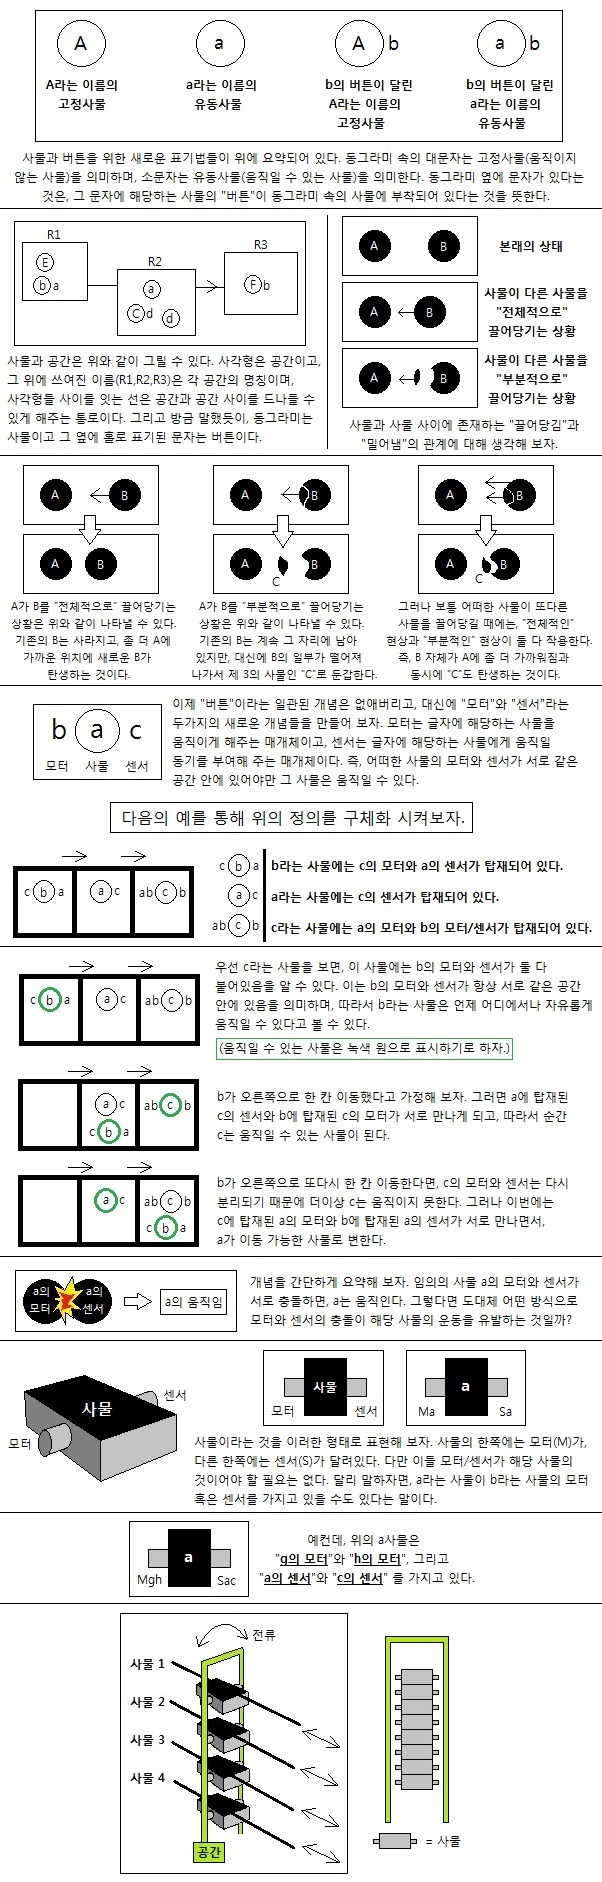 A
a
A b
a b
A라는 이름의
고정사물
a라는 이름의
유동사물
b의 버튼이 달린
A라는 이름의
고정사물
b의 버튼이 달린
a라는 이름의
유동사물
사물과 버튼을 위한 새로운 표기법들이 위에 요약되어 있다. 동그라미 속의 대문자는 고정사물(움직이지
않는 사물)을 의미하며, 소문자는 유동사물(움직일 수 있는 사물)을 의미한다. 동그라미 옆에 문자가 있다는
것은, 그 문자에 해당하는 사물의 "버튼"이 동그라미 속의 사물에 부착되어 있다는 것을 뜻한다.
R1
E
b a
R2
a
C d
d
R3
F b
사물과 공간은 위와 같이 그릴 수 있다. 사각형은 공간이고,
그 위에 쓰여진 이름(R1,R2,R3)은 각 공간의 명칭이며,
사각형들 사이를 잇는 선은 공간과 공간 사이를 드나들 수
있게 해주는 통로이다. 그리고 방금 말했듯이, 동그라미는
사물이고 그 옆에 홀로 표기된 문자는 버튼이다.
A B
본래의 상태
A B
사물이 다른 사물을
"전체적으로"
끌어당기는 상황
A B
사물이 다른 사물을
"부분적으로"
끌어당기는 상황
사물과 사물 사이에 존재하는 "끌어당김"과
"밀어냄"의 관계에 대해 생각해 보자.
A B
A B
A가 B를 "전체적으로" 끌어당기는
상황은 위와 같이 나타낼 수 있다.
기존의 B는 사라지고, 좀 더 A에
가까운 위치에 새로운 B가
탄생하는 것이다.
A B
A B
C
A가 B를 "부분적으로" 끌어당기는
상황은 위와 같이 나타낼 수 있다.
기존의 B는 계속 그 자리에 남아
있지만, 대신에 B의 일부가 떨어져
나가서 제 3의 사물인 "C"로 둔갑한다.
A B
A B
C
그러나 보통 어떠한 사물이 또다른
사물을 끌어당길 때에는, "전체적인"
현상과 "부분적인" 현상이 둘 다 작용한다.
즉, B 자체가 A에 좀 더 가까워짐과
동시에 "C"도 탄생하는 것이다.
b a c
모터 사물 센서
이제 "버튼"이라는 일관된 개념은 없애버리고, 대신에 "모터"와 "센서"라는
두가지의 새로운 개념들을 만들어 보자. 모터는 글자에 해당하는 사물을
움직이게 해주는 매개체이고, 센서는 글자에 해당하는 사물에게 움직일
동기를 부여해 주는 매개체이다. 즉, 어떠한 사물의 모터와 센서가 서로 같은
공간 안에 있어야만 그 사물은 움직일 수 있다.
다음의 예를 통해 위의 정의를 구체화 시켜보자.
c b a
a c
ab c b
c b a b라는 사물에는 c의 모터와 a의 센서가 탑재되어 있다.
a c a라는 사물에는 c의 센서가 탑재되어 있다.
ab c b c라는 사물에는 a의 모터와 b의 모터/센서가 탑재되어 있다.
c b a
a c
ab c b
우선 c라는 사물을 보면, 이 사물에는 b의 모터와 센서가 둘 다
붙어있음을 알 수 있다. 이는 b의 모터와 센서가 항상 서로 같은 공간
안에 있음을 의미하며, 따라서 b라는 사물은 언제 어디에서나 자유롭게
움직일 수 있다고 볼 수 있다.
(움직일 수 있는 사물은 녹색 원으로 표시하기로 하자.)
a c
c b a
ab c b
b가 오른쪽으로 한 칸 이동했다고 가정해 보자. 그러면 a에 탑재된
c의 센서와 b에 탑재된 c의 모터가 서로 만나게 되고, 따라서 순간
c는 움직일 수 있는 사물이 된다.
a c
ab c b
c b a
b가 오른쪽으로 또다시 한 칸 이동한다면, c의 모터와 센서는 다시
분리되기 때문에 더이상 c는 움직이지 못한다. 그러나 이번에는
c에 탑재된 a의 모터와 b에 탑재된 a의 센서가 서로 만나면서,
a가 이동 가능한 사물로 변한다.
a의
모터
a의
센서
a의 움직임
개념을 간단하게 요약해 보자. 임의의 사물 a의 모터와 센서가
서로 충돌하면, a는 움직인다. 그렇다면 도대체 어떤 방식으로
모터와 센서의 충돌이 해당 사물의 운동을 유발하는 것일까?
사물
센서
모터
사물
모터 센서
a
Ma Sa
사물이라는 것을 이러한 형태로 표현해 보자. 사물의 한쪽에는 모터(M)가,
다른 한쪽에는 센서(S)가 달려있다. 다만 이들 모터/센서가 해당 사물의
것이어야 할 필요는 없다. 달리 말하자면, a라는 사물이 b라는 사물의 모터
혹은 센서를 가지고 있을 수도 있다는 말이다.
a
Mgh Sac
예컨데, 위의 a사물은
"g의 모터"와 "h의 모터", 그리고
"a의 센서"와 "c의 센서" 를 가지고 있다.
전류
사물 1
사물 2
사물 3
사물 4
공간
= 사물